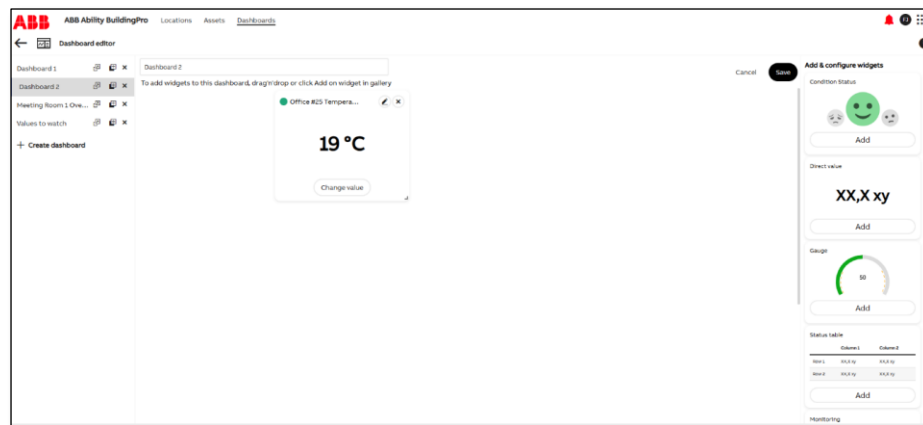 ABB ABB Ability BuildingPro Locations Assets Dashboards FJ
Dashboard editor
Dashboard 1
Dashboard 2
Meeting Room 1 Ove...
Values to watch
+ Create dashboard
Dashboard 2
To add widgets to this dashboard, drag'n'drop or click Add on widget in gallery
Cancel Save
Office #25 Tempera...
19 °C
Change value
Add & configure widgets
Condition Status
Add
Direct value
XX,X xy
Add
Gauge
50
Add
Status table
Column 1 Column 2
Row 1 XX,X xy XX,X xy
Row 2 XX,X xy XX,X xy
Add
Monitoring